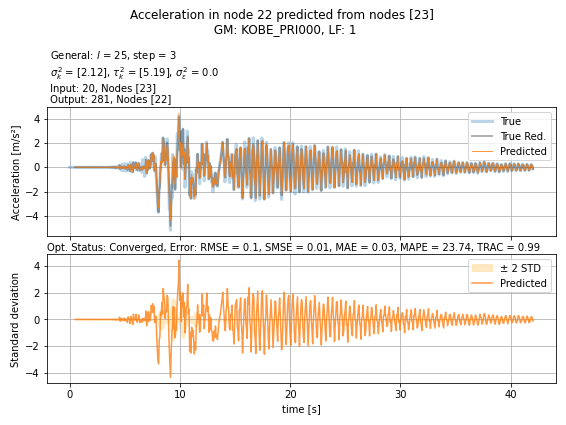 Acceleration in node 22 predicted from nodes [23]
GM: KOBE_PRI000, LF: 1
General: l = 25, step = 3
σ²ₖ = [2.12], τ²ₖ = [5.19], σ²ε = 0.0
Input: 20, Nodes [23]
Output: 281, Nodes [22]
Acceleration [m/s²]
4
2
0
−2
−4
True
True Red.
Predicted
Opt. Status: Converged, Error: RMSE = 0.1, SMSE = 0.01, MAE = 0.03, MAPE = 23.74, TRAC = 0.99
Standard deviation
4
2
0
−2
−4
± 2 STD
Predicted
0 10 20 30 40
time [s]